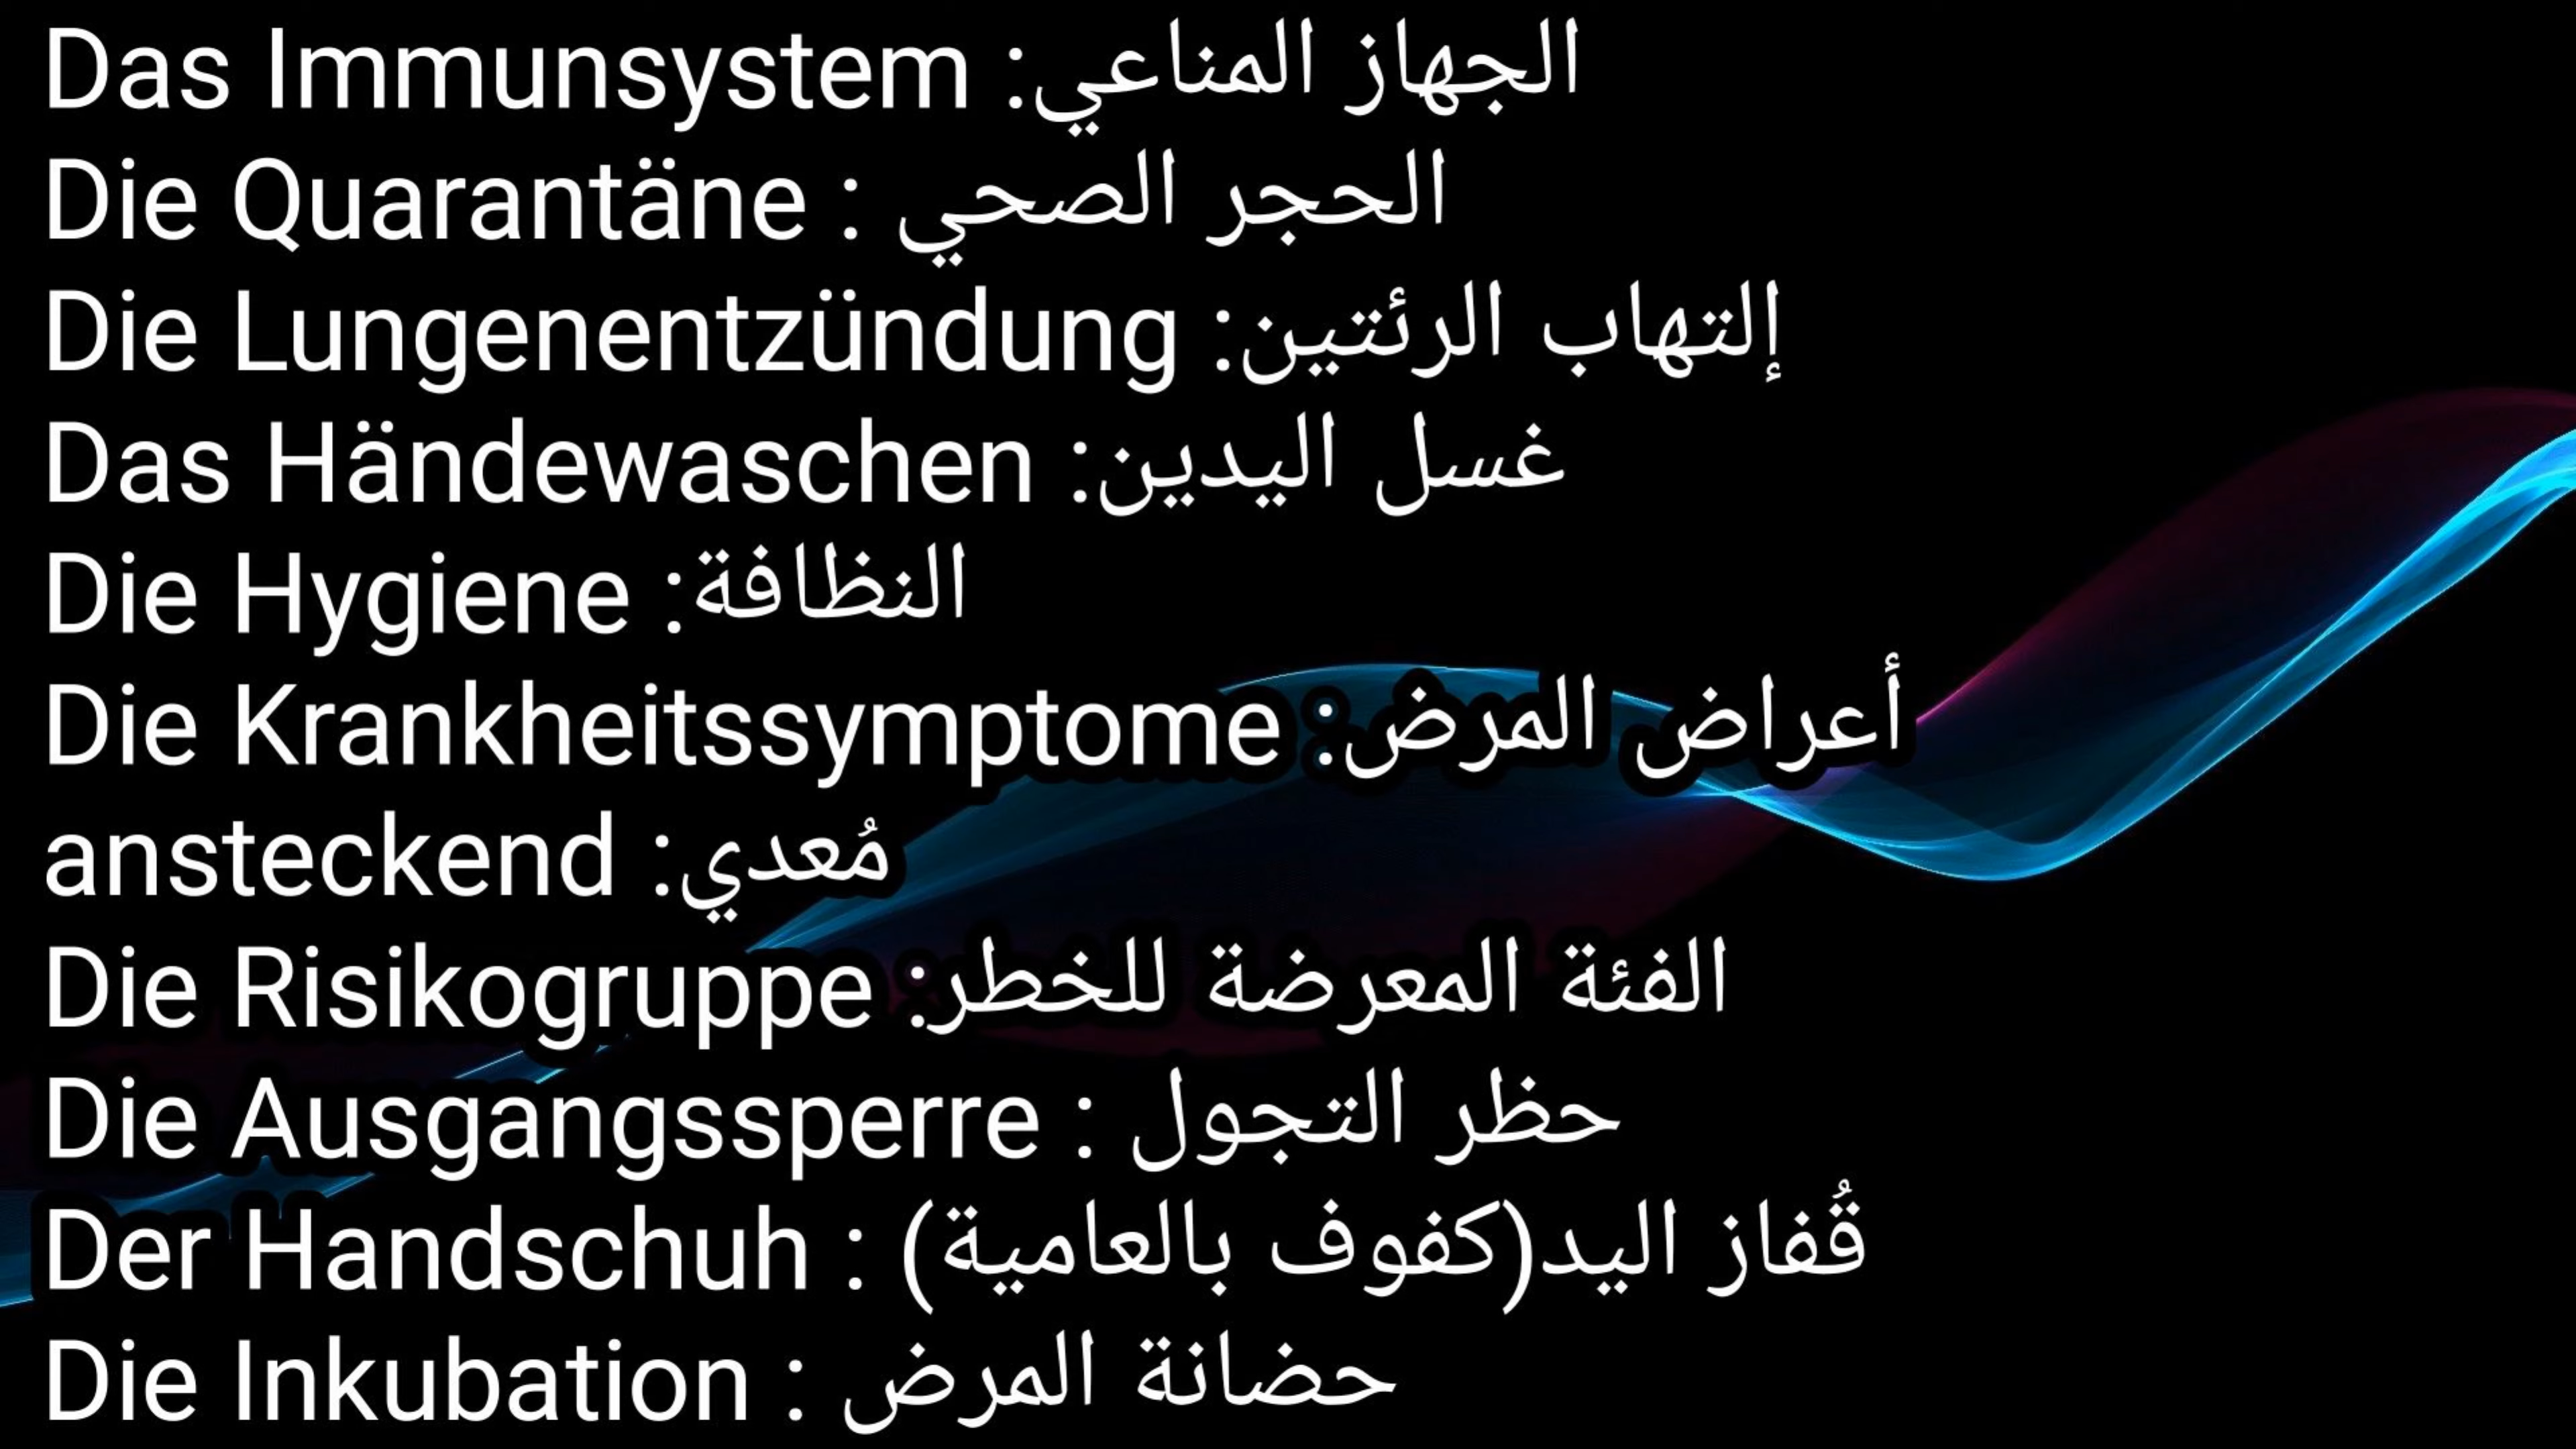 Das Immunsystem :الجهاز المناعي
Die Quarantäne : الحجر الصحي
Die Lungenentzündung :إلتهاب الرئتين
Das Händewaschen :غسل اليدين
Die Hygiene :النظافة
Die Krankheitssymptome :أعراض المرض
ansteckend :مُعدي
Die Risikogruppe :الفئة المعرضة للخطر
Die Ausgangssperre : حظر التجول
Der Handschuh : قُفاز اليد(كفوف بالعامية)
Die Inkubation : حضانة المرض